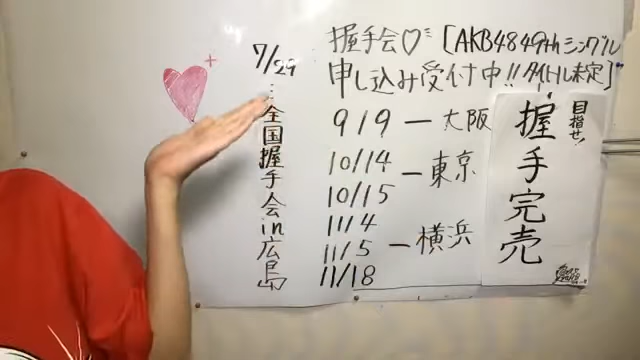 握手会♡ [AKB48 49thシングル
申し込み受付中!! タイトル未定]
7/29
…全国握手会in広島
9/9 ー 大阪
10/14
10/15
ー 東京
11/4
11/5
11/18
ー 横浜
目指せ!
握手完売